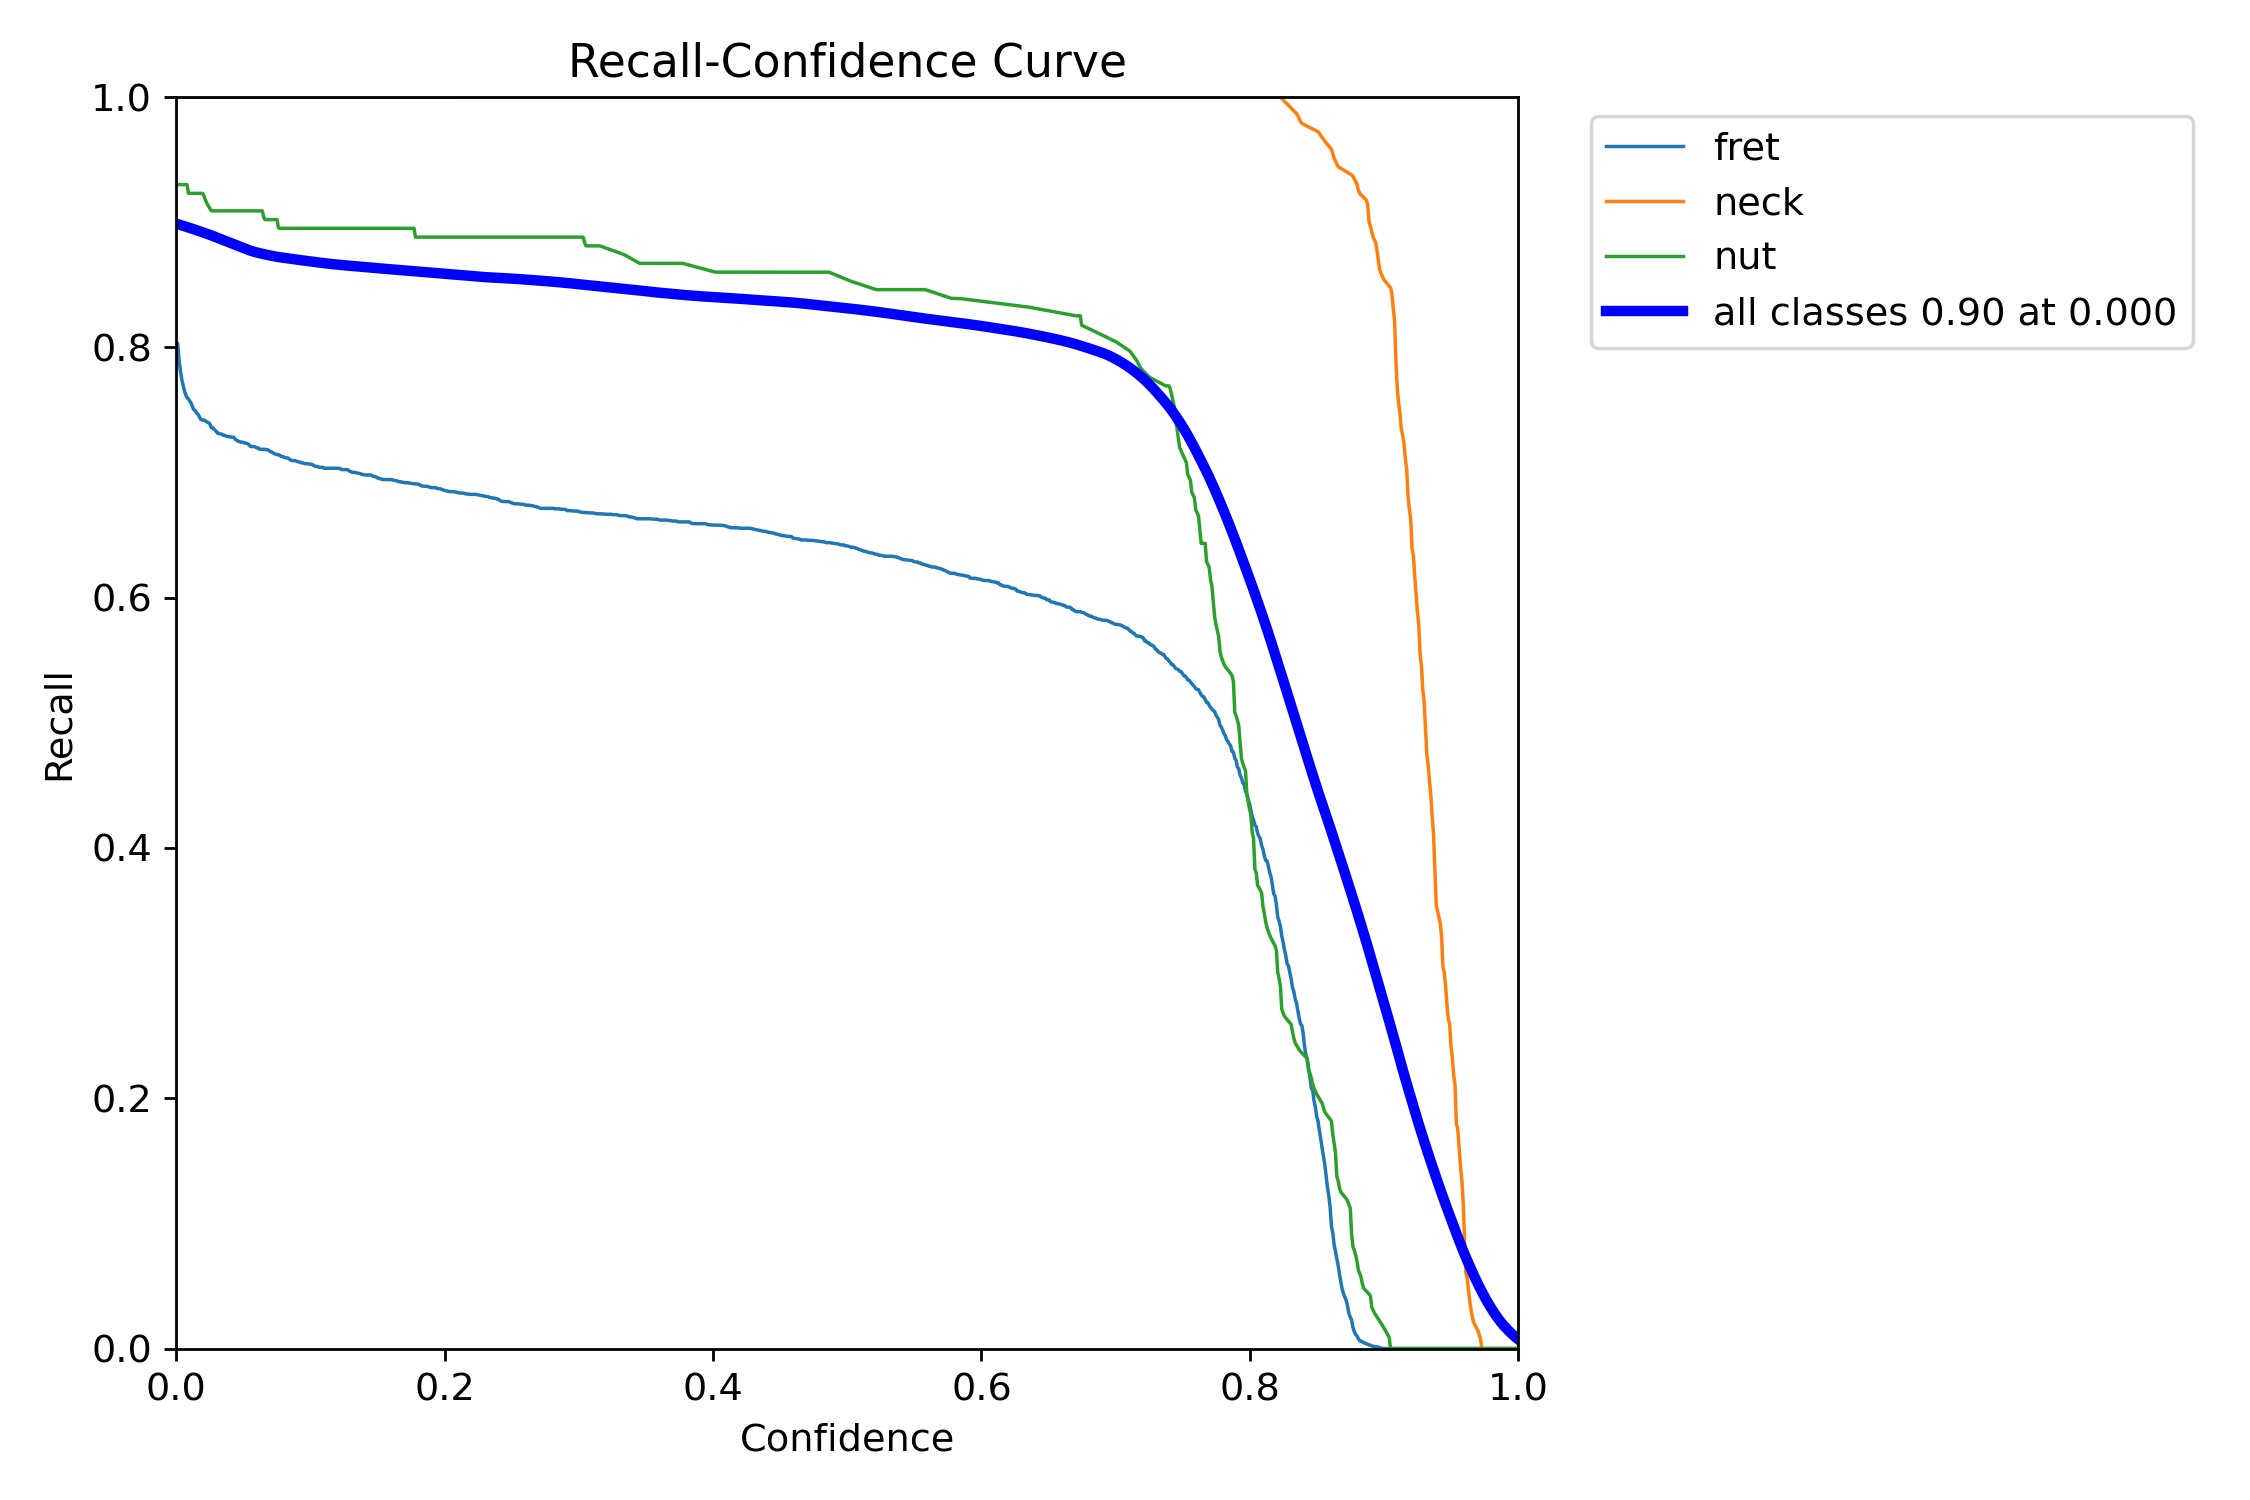 Recall-Confidence Curve
1.0
0.8
0.6
0.4
0.2
0.0
Recall
0.0 0.2 0.4 0.6 0.8 1.0
Confidence
fret
neck
nut
all classes 0.90 at 0.000